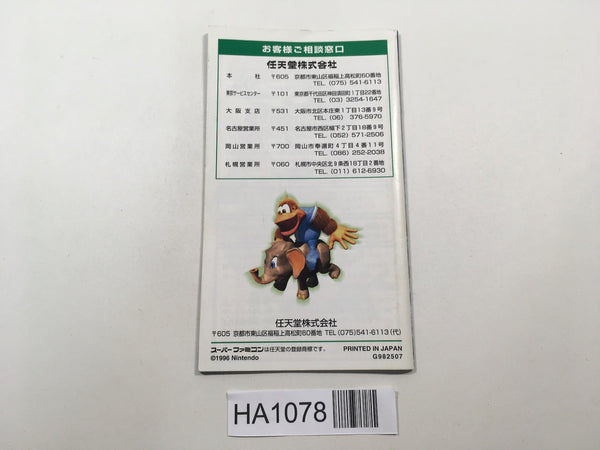 お客様ご相談窓口
任天堂株式会社
本 社 〒605 京都市東山区福稲上高松町60番地
TEL. (075) 541-6113
東京サービスセンター 〒101 東京都千代田区神田須田町1丁目22番地
TEL. (03) 3254-1647
大阪支店 〒531 大阪市北区本庄東1丁目13番9号
TEL. (06) 376-5970
名古屋営業所 〒451 名古屋市西区幅下2丁目18番9号
TEL. (052) 571-2506
岡山営業所 〒700 岡山市奉還町4丁目4番11号
TEL. (086) 252-2038
札幌営業所 〒060 札幌市中央区北9条西18丁目2番地
TEL. (011) 612-6930
任天堂株式会社
〒605 京都市東山区福稲上高松町60番地 TEL (075)541-6113 (代)
スーパーファミコンは任天堂の登録商標です。 PRINTED IN JAPAN
©1996 Nintendo G982507
HA1078